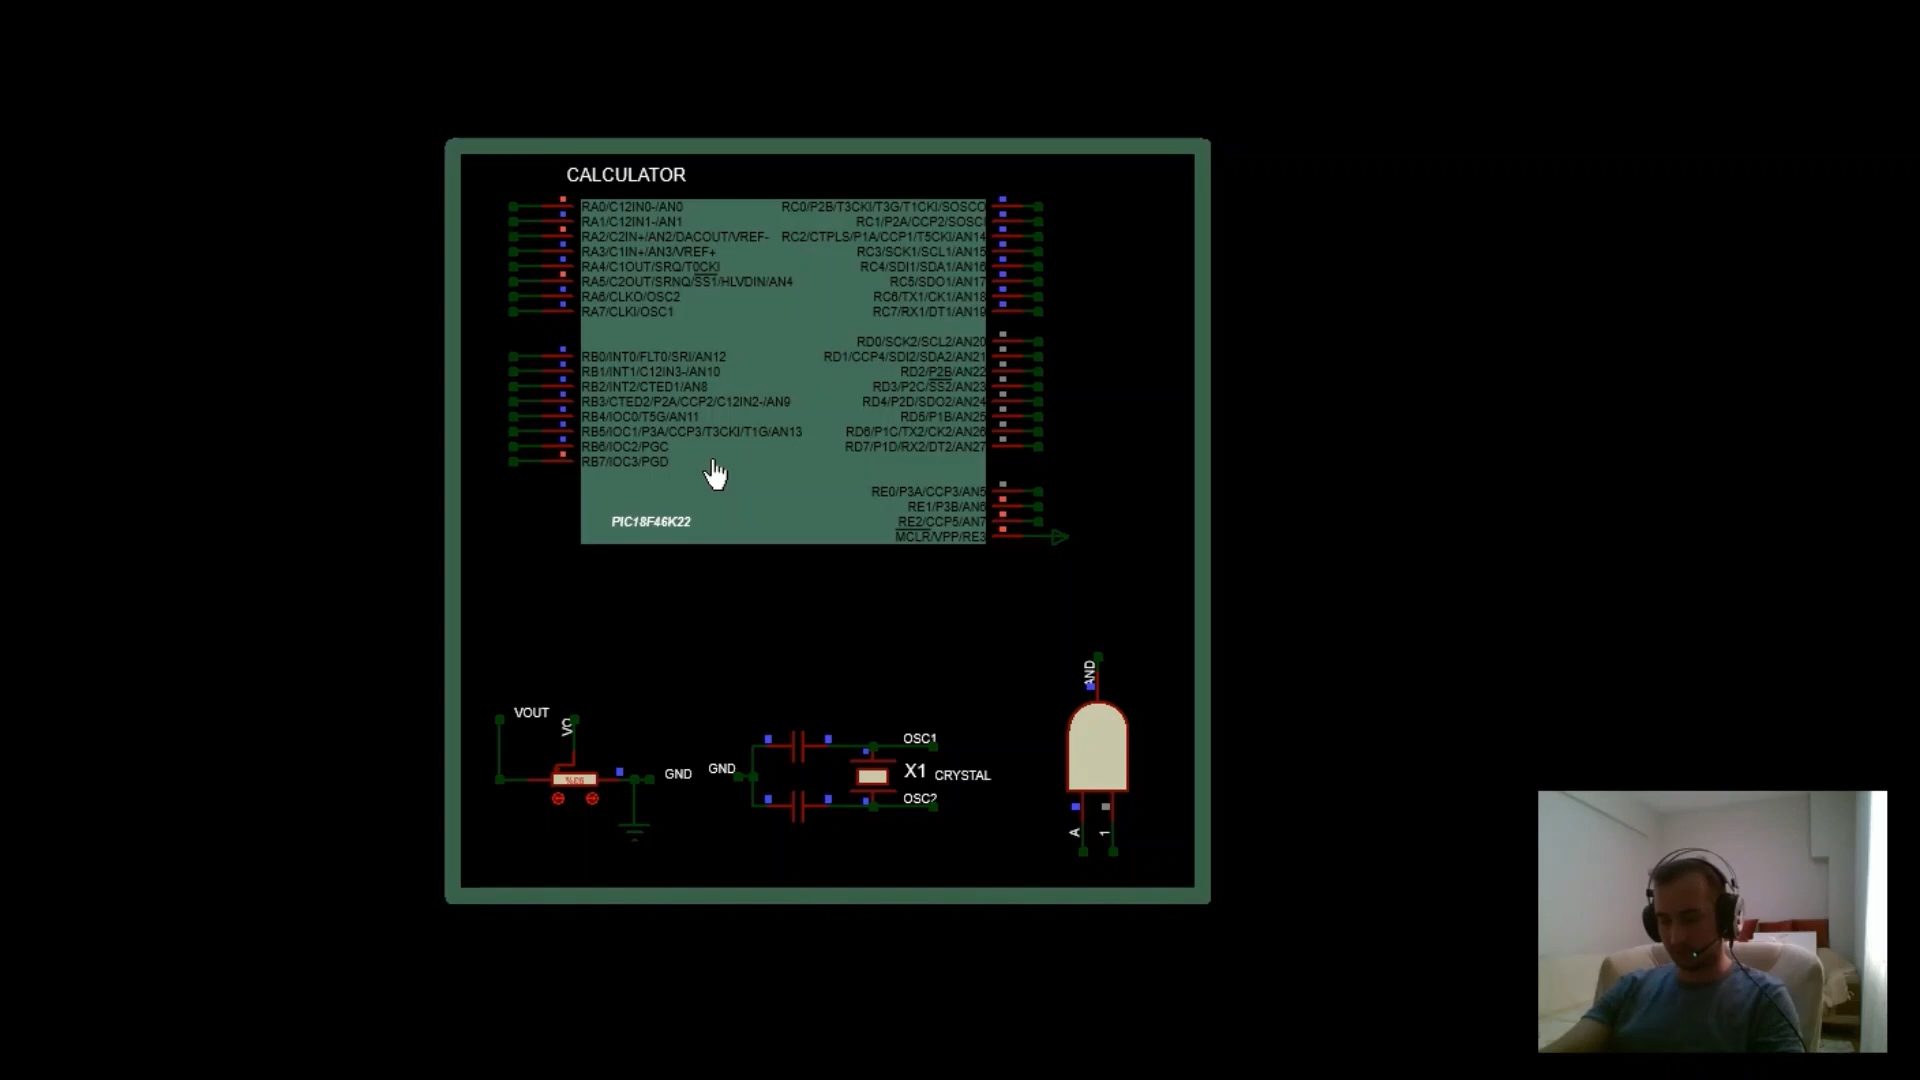 CALCULATOR
RA0/C12IN0-/AN0
RA1/C12IN1-/AN1
RA2/C2IN+/AN2/DACOUT/VREF-
RA3/C1IN+/AN3/VREF+
RA4/C1OUT/SRQ/T0CKI
RA5/C2OUT/SRNQ/SS1/HLVDIN/AN4
RA6/CLKO/OSC2
RA7/CLKI/OSC1
RB0/INT0/FLT0/SRI/AN12
RB1/INT1/C12IN3-/AN10
RB2/INT2/CTED1/AN8
RB3/CTED2/P2A/CCP2/C12IN2-/AN9
RB4/IOC0/T5G/AN11
RB5/IOC1/P3A/CCP3/T3CKI/T1G/AN13
RB6/IOC2/PGC
RB7/IOC3/PGD
RC0/P2B/T3CKI/T3G/T1CKI/SOSCO
RC1/P2A/CCP2/SOSCI
RC2/CTPLS/P1A/CCP1/T5CKI/AN14
RC3/SCK1/SCL1/AN15
RC4/SDI1/SDA1/AN16
RC5/SDO1/AN17
RC6/TX1/CK1/AN18
RC7/RX1/DT1/AN19
RD0/SCK2/SCL2/AN20
RD1/CCP4/SDI2/SDA2/AN21
RD2/P2B/AN22
RD3/P2C/SS2/AN23
RD4/P2D/SDO2/AN24
RD5/P1B/AN25
RD6/P1C/TX2/CK2/AN26
RD7/P1D/RX2/DT2/AN27
RE0/P3A/CCP3/AN5
RE1/P3B/AN6
RE2/CCP5/AN7
MCLR/VPP/RE3
PIC18F46K22
VOUT
GND
GND
OSC1
X1
CRYSTAL
OSC2
AND
A
1